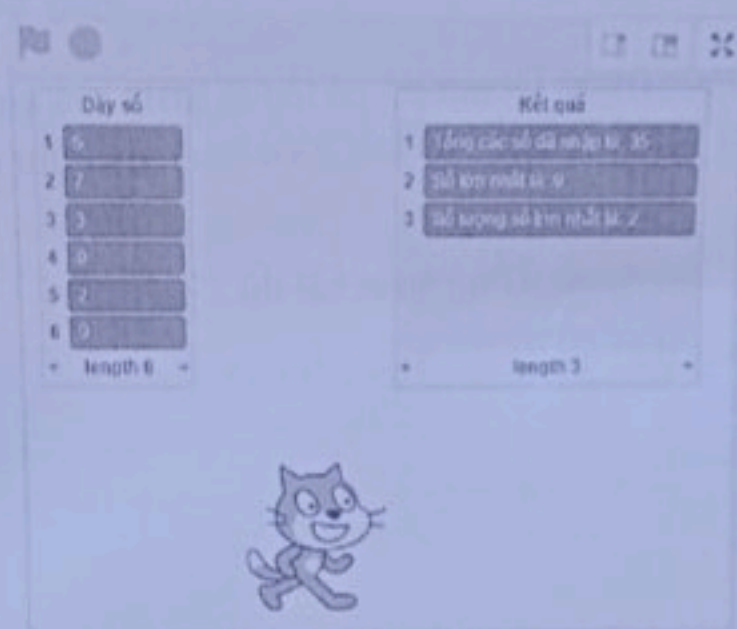 Dãy số
1 5
2 7
3 3
4 9
5 2
6 9
+ length 6 =
Kết quả
1 Tổng các số đã nhập là: 35
2 Số lớn nhất là: 9
3 Số lượng số lớn nhất là: 2
+ length 3 =